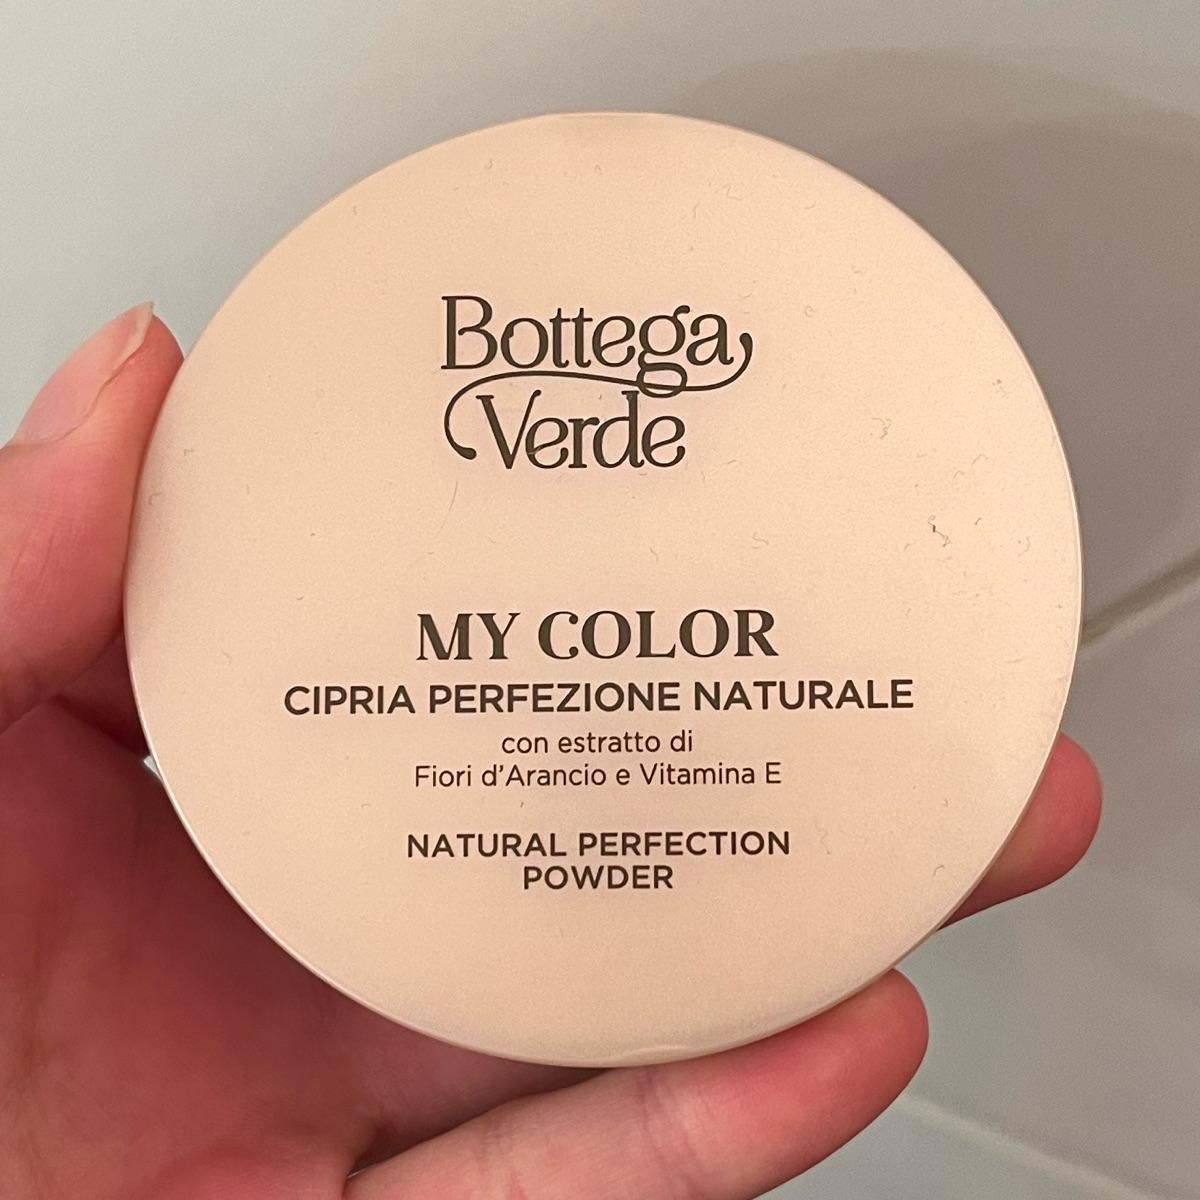 Bottega
Verde
MY COLOR
CIPRIA PERFEZIONE NATURALE
con estratto di
Fiori d'Arancio e Vitamina E
NATURAL PERFECTION
POWDER